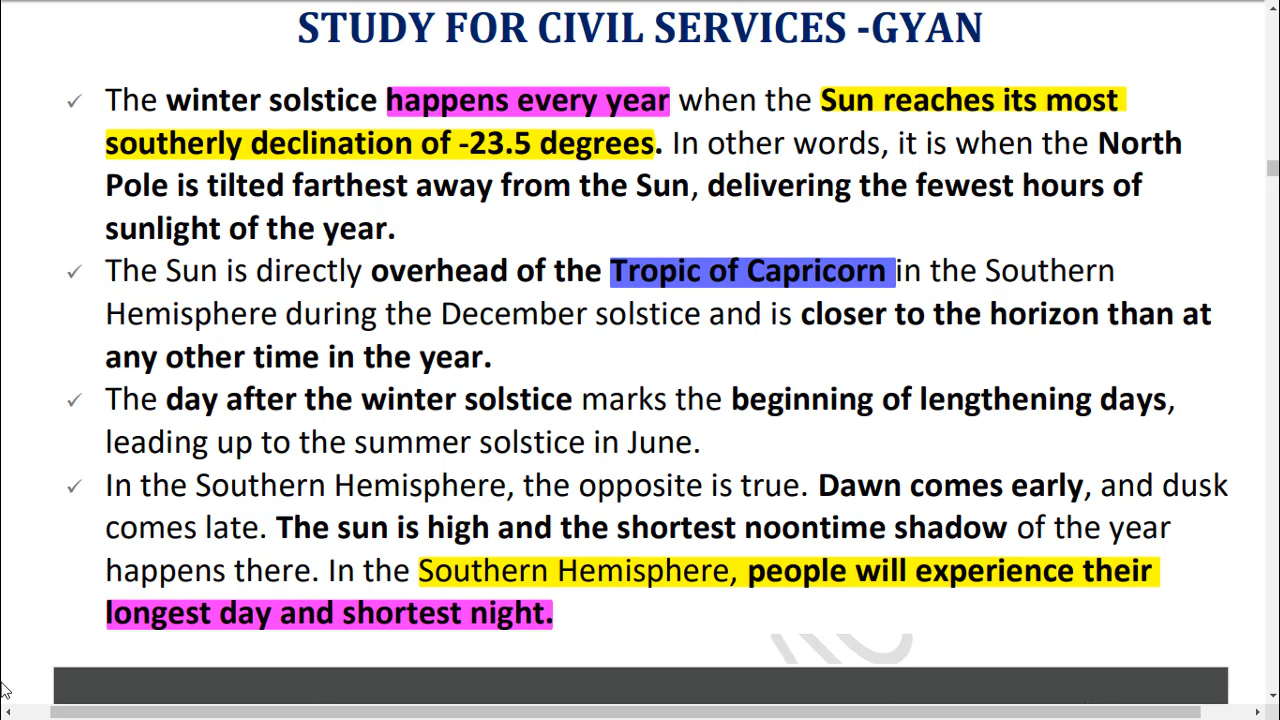 STUDY FOR CIVIL SERVICES -GYAN
✓ The winter solstice happens every year when the Sun reaches its most
southerly declination of -23.5 degrees. In other words, it is when the North
Pole is tilted farthest away from the Sun, delivering the fewest hours of
sunlight of the year.
✓ The Sun is directly overhead of the Tropic of Capricorn in the Southern
Hemisphere during the December solstice and is closer to the horizon than at
any other time in the year.
✓ The day after the winter solstice marks the beginning of lengthening days,
leading up to the summer solstice in June.
✓ In the Southern Hemisphere, the opposite is true. Dawn comes early, and dusk
comes late. The sun is high and the shortest noontime shadow of the year
happens there. In the Southern Hemisphere, people will experience their
longest day and shortest night.